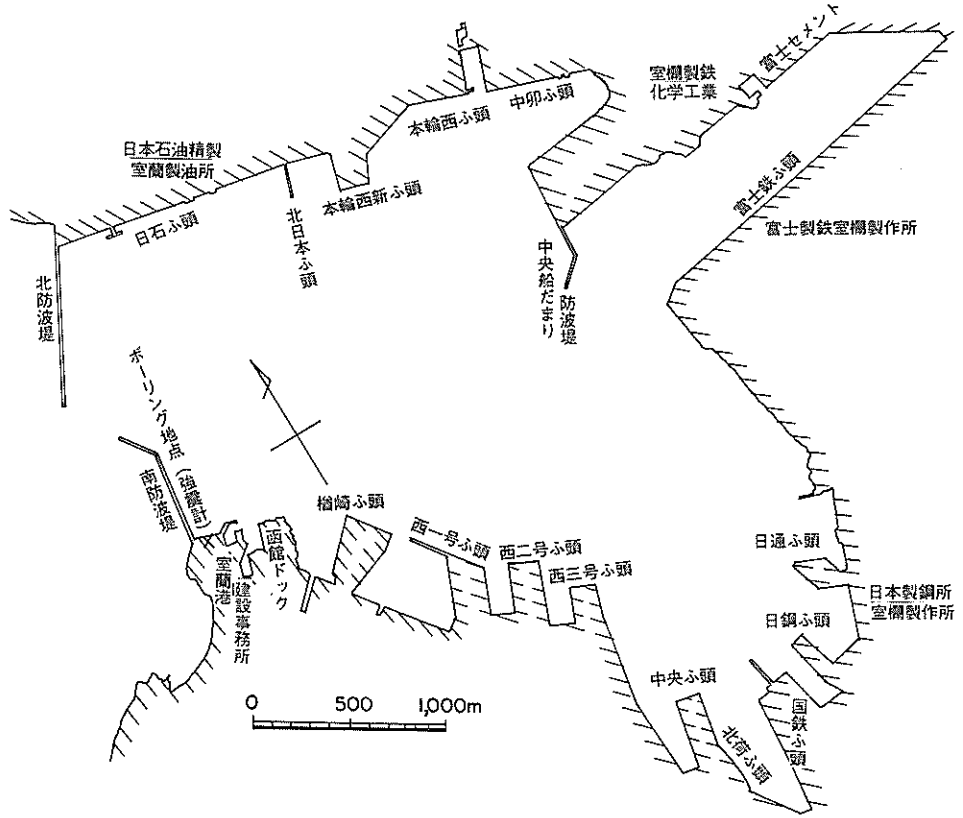 富士セメント
室欄製鉄
化学工業
中卯ふ頭
本輪西ふ頭
日本石油精製
室蘭製油所
本輪西新ふ頭
日石ふ頭
北日本ふ頭
北防波堤
富士鉄ふ頭
富士製鉄室欄製作所
中央船だまり
防波堤
ボーリング地点(強震計)
南防波堤
楢崎ふ頭
西一号ふ頭
西二号ふ頭
西三号ふ頭
函館ドック
室蘭港
建設事務所
日通ふ頭
日本製鋼所
室欄製作所
日鋼ふ頭
中央ふ頭
国鉄ふ頭
北荷ふ頭
0 500 1,000m